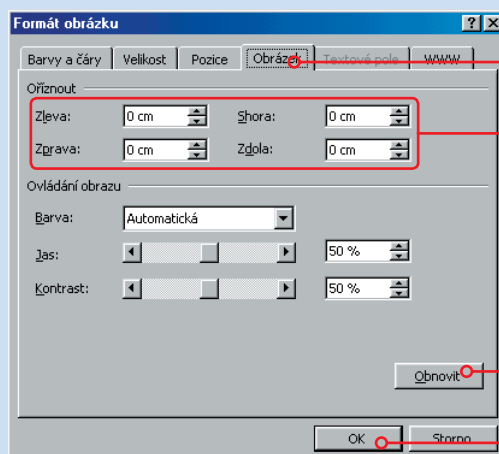 Formát obrázku
Barvy a čáry Velikost Pozice Obrázek Textové pole WWW
Oříznout
Zleva: 0 cm Shora: 0 cm
Zprava: 0 cm Zdola: 0 cm
Ovládání obrazu
Barva: Automatická
Jas: 50 %
Kontrast: 50 %
Obnovit
OK Storno